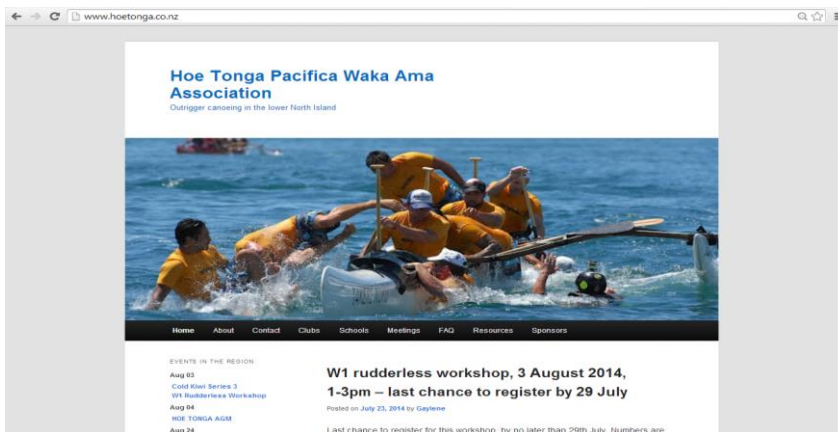 www.hoetonga.co.nz
Hoe Tonga Pacifica Waka Ama
Association
Outrigger canoeing in the lower North Island
Home About Contact Clubs Schools Meetings FAQ Resources Sponsors
EVENTS IN THE REGION
Aug 03
Cold Kiwi Series 3
W1 Rudderless Workshop
Aug 04
HOE TONGA AGM
Aug 24
W1 rudderless workshop, 3 August 2014,
1-3pm – last chance to register by 29 July
Posted on July 23, 2014 by Gaylene
Last chance to register for this workshop, by no later than 29th July. Numbers are